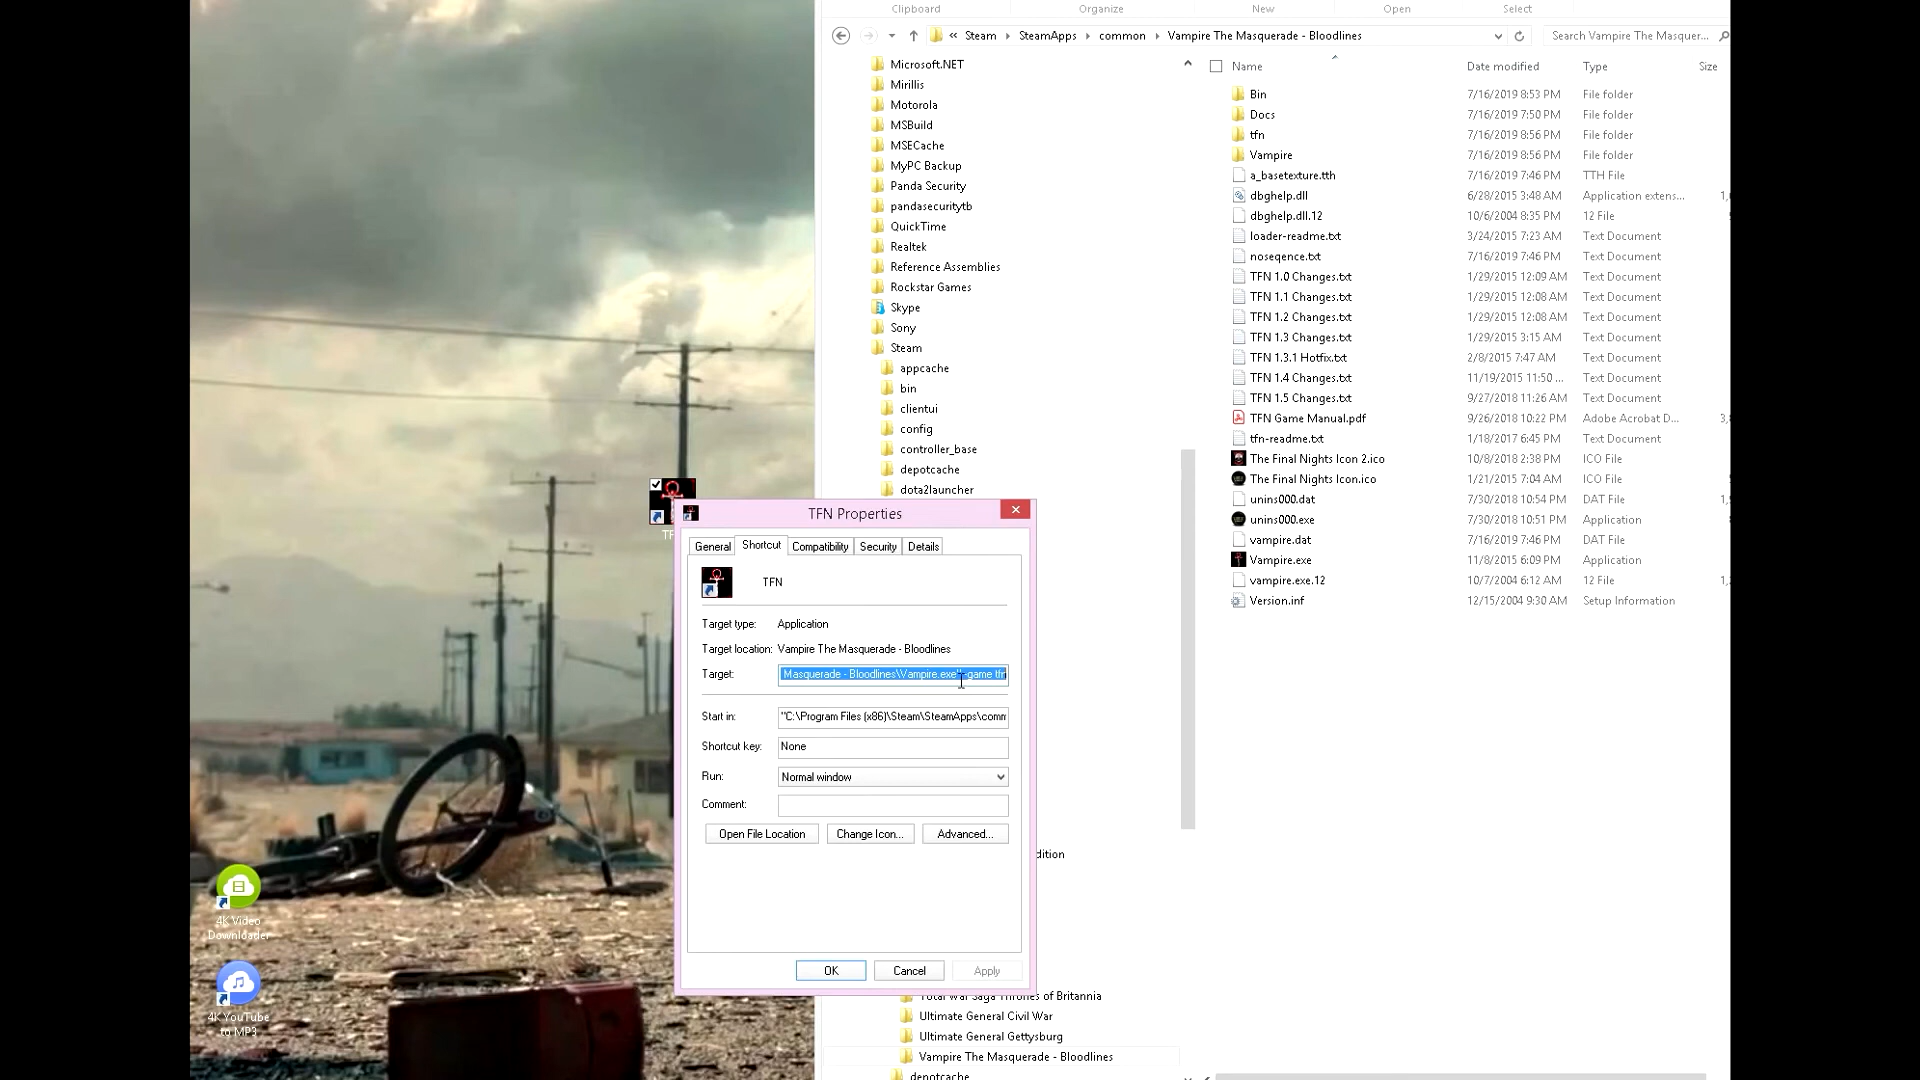 Clipboard
Organize
New
Open
Select
« Steam › SteamApps › common › Vampire The Masquerade - Bloodlines
Search Vampire The Masquer...
Name Date modified Type Size
Microsoft.NET
Mirillis
Motorola
MSBuild
MSECache
MyPC Backup
Panda Security
pandasecuritytb
QuickTime
Realtek
Reference Assemblies
Rockstar Games
Skype
Sony
Steam
appcache
bin
clientui
config
controller_base
depotcache
dota2launcher
Bin 7/16/2019 8:53 PM File folder
Docs 7/16/2019 7:50 PM File folder
tfn 7/16/2019 8:56 PM File folder
Vampire 7/16/2019 8:56 PM File folder
a_basetexture.tth 7/16/2019 7:46 PM TTH File
dbghelp.dll 6/28/2015 3:48 AM Application extens...
dbghelp.dll.12 10/6/2004 8:35 PM 12 File
loader-readme.txt 3/24/2015 7:23 AM Text Document
noseqence.txt 7/16/2019 7:46 PM Text Document
TFN 1.0 Changes.txt 1/29/2015 12:09 AM Text Document
TFN 1.1 Changes.txt 1/29/2015 12:08 AM Text Document
TFN 1.2 Changes.txt 1/29/2015 12:08 AM Text Document
TFN 1.3 Changes.txt 1/29/2015 3:15 AM Text Document
TFN 1.3.1 Hotfix.txt 2/8/2015 7:47 AM Text Document
TFN 1.4 Changes.txt 11/19/2015 11:50 ... Text Document
TFN 1.5 Changes.txt 9/27/2018 11:26 AM Text Document
TFN Game Manual.pdf 9/26/2018 10:22 PM Adobe Acrobat D...
tfn-readme.txt 1/18/2017 6:45 PM Text Document
The Final Nights Icon 2.ico 10/8/2018 2:38 PM ICO File
The Final Nights Icon.ico 1/21/2015 7:04 AM ICO File
unins000.dat 7/30/2018 10:54 PM DAT File
unins000.exe 7/30/2018 10:51 PM Application
vampire.dat 7/16/2019 7:46 PM DAT File
Vampire.exe 11/8/2015 6:09 PM Application
vampire.exe.12 10/7/2004 6:12 AM 12 File
Version.inf 12/15/2004 9:30 AM Setup Information
TFN Properties
General Shortcut Compatibility Security Details
TFN
Target type: Application
Target location: Vampire The Masquerade - Bloodlines
Target: Masquerade - Bloodlines\Vampire.exe" -game tfn
Start in: "C:\Program Files (x86)\Steam\SteamApps\comm
Shortcut key: None
Run: Normal window
Comment:
Open File Location Change Icon... Advanced...
OK Cancel Apply
dition
Total War Saga Thrones of Britannia
Ultimate General Civil War
Ultimate General Gettysburg
Vampire The Masquerade - Bloodlines
depotcache
4K Video
Downloader
4K YouTube
to MP3